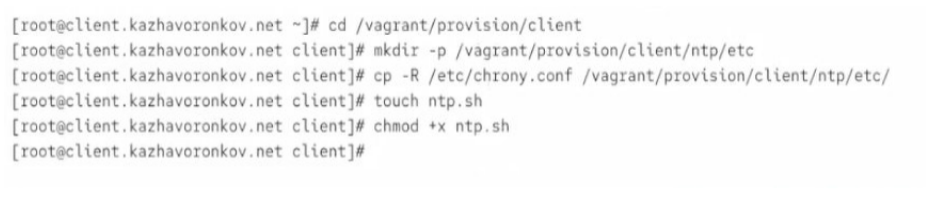 [root@client.kazhavoronkov.net ~]# cd /vagrant/provision/client
[root@client.kazhavoronkov.net client]# mkdir -p /vagrant/provision/client/ntp/etc
[root@client.kazhavoronkov.net client]# cp -R /etc/chrony.conf /vagrant/provision/client/ntp/etc/
[root@client.kazhavoronkov.net client]# touch ntp.sh
[root@client.kazhavoronkov.net client]# chmod +x ntp.sh
[root@client.kazhavoronkov.net client]#